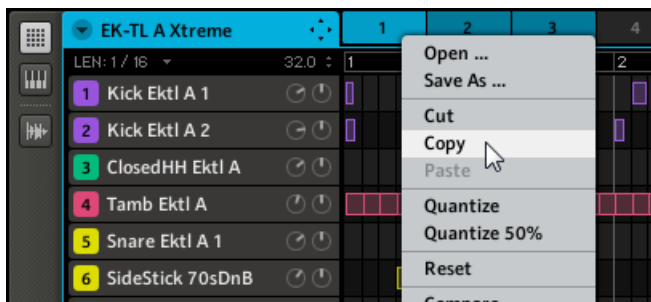 EK-TL A Xtreme
1 2 3 4
LEN: 1 / 16 32.0 1 2
1 Kick Ektl A 1
2 Kick Ektl A 2
3 ClosedHH Ektl A
4 Tamb Ektl A
5 Snare Ektl A 1
6 SideStick 70sDnB
Open ...
Save As ...
Cut
Copy
Paste
Quantize
Quantize 50%
Reset
Compare